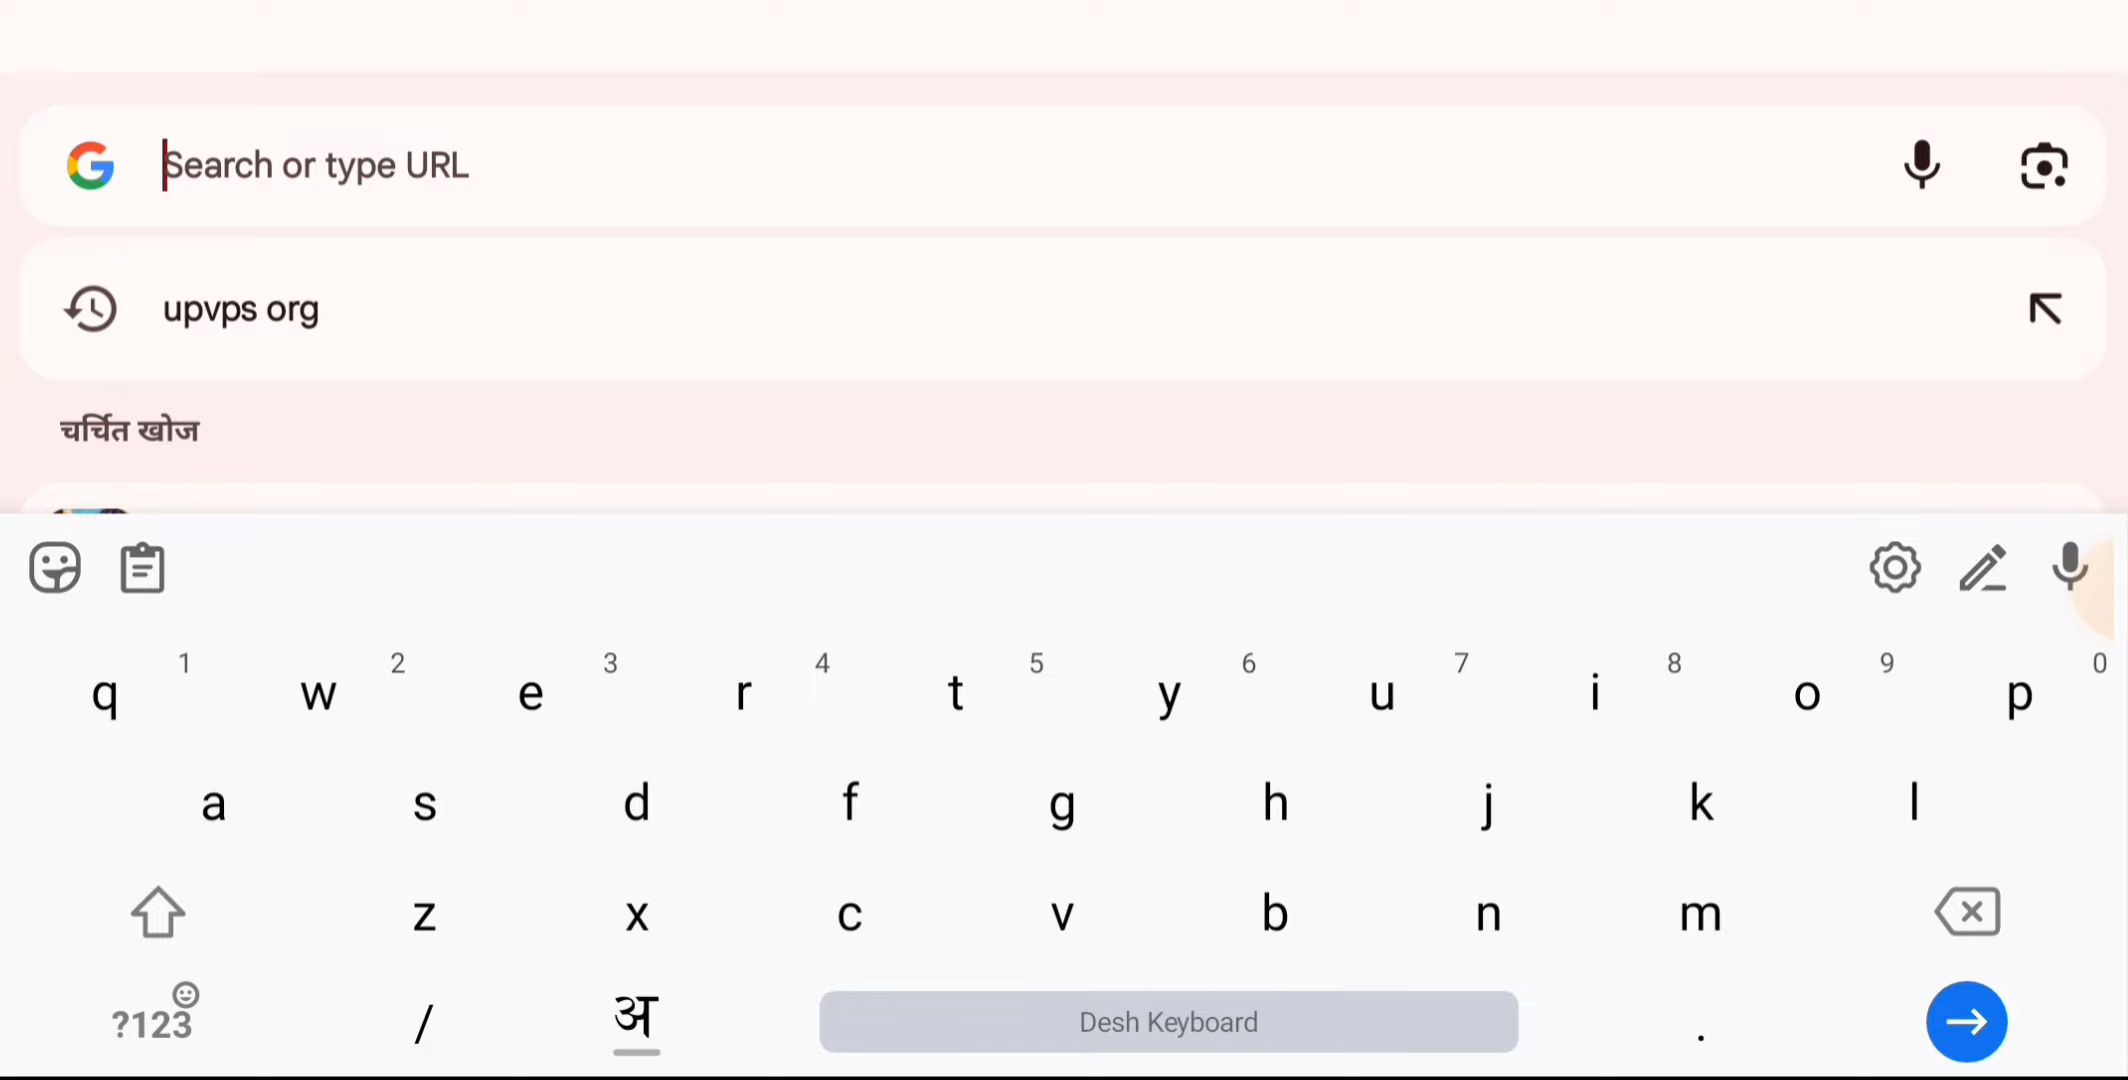 Search or type URL
upvps org
चर्चित खोज
1 2 3 4 5 6 7 8 9 0
q w e r t y u i o p
a s d f g h j k l
z x c v b n m
?123 / अ Desh Keyboard .